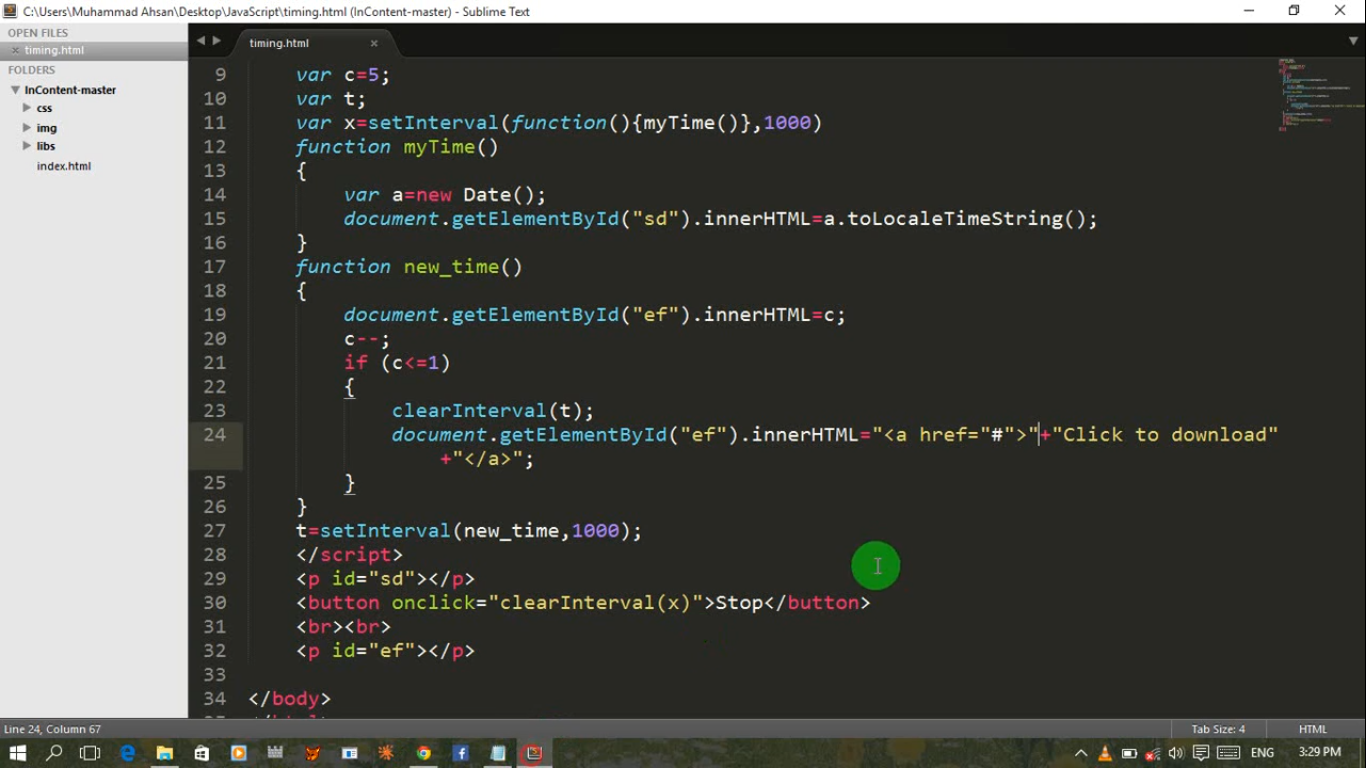 C:\Users\Muhammad Ahsan\Desktop\JavaScript\timing.html (InContent-master) - Sublime Text
OPEN FILES
timing.html
FOLDERS
InContent-master
css
img
libs
index.html
timing.html
9 var c=5;
10 var t;
11 var x=setInterval(function(){myTime()},1000)
12 function myTime()
13 {
14 var a=new Date();
15 document.getElementById("sd").innerHTML=a.toLocaleTimeString();
16 }
17 function new_time()
18 {
19 document.getElementById("ef").innerHTML=c;
20 c--;
21 if (c<=1)
22 {
23 clearInterval(t);
24 document.getElementById("ef").innerHTML="<a href="#">"+"Click to download"
+"</a>";
25 }
26 }
27 t=setInterval(new_time,1000);
28 </script>
29 <p id="sd"></p>
30 <button onclick="clearInterval(x)">Stop</button>
31 <br><br>
32 <p id="ef"></p>
33
34 </body>
Line 24, Column 67
Tab Size: 4
HTML
ENG
3:29 PM